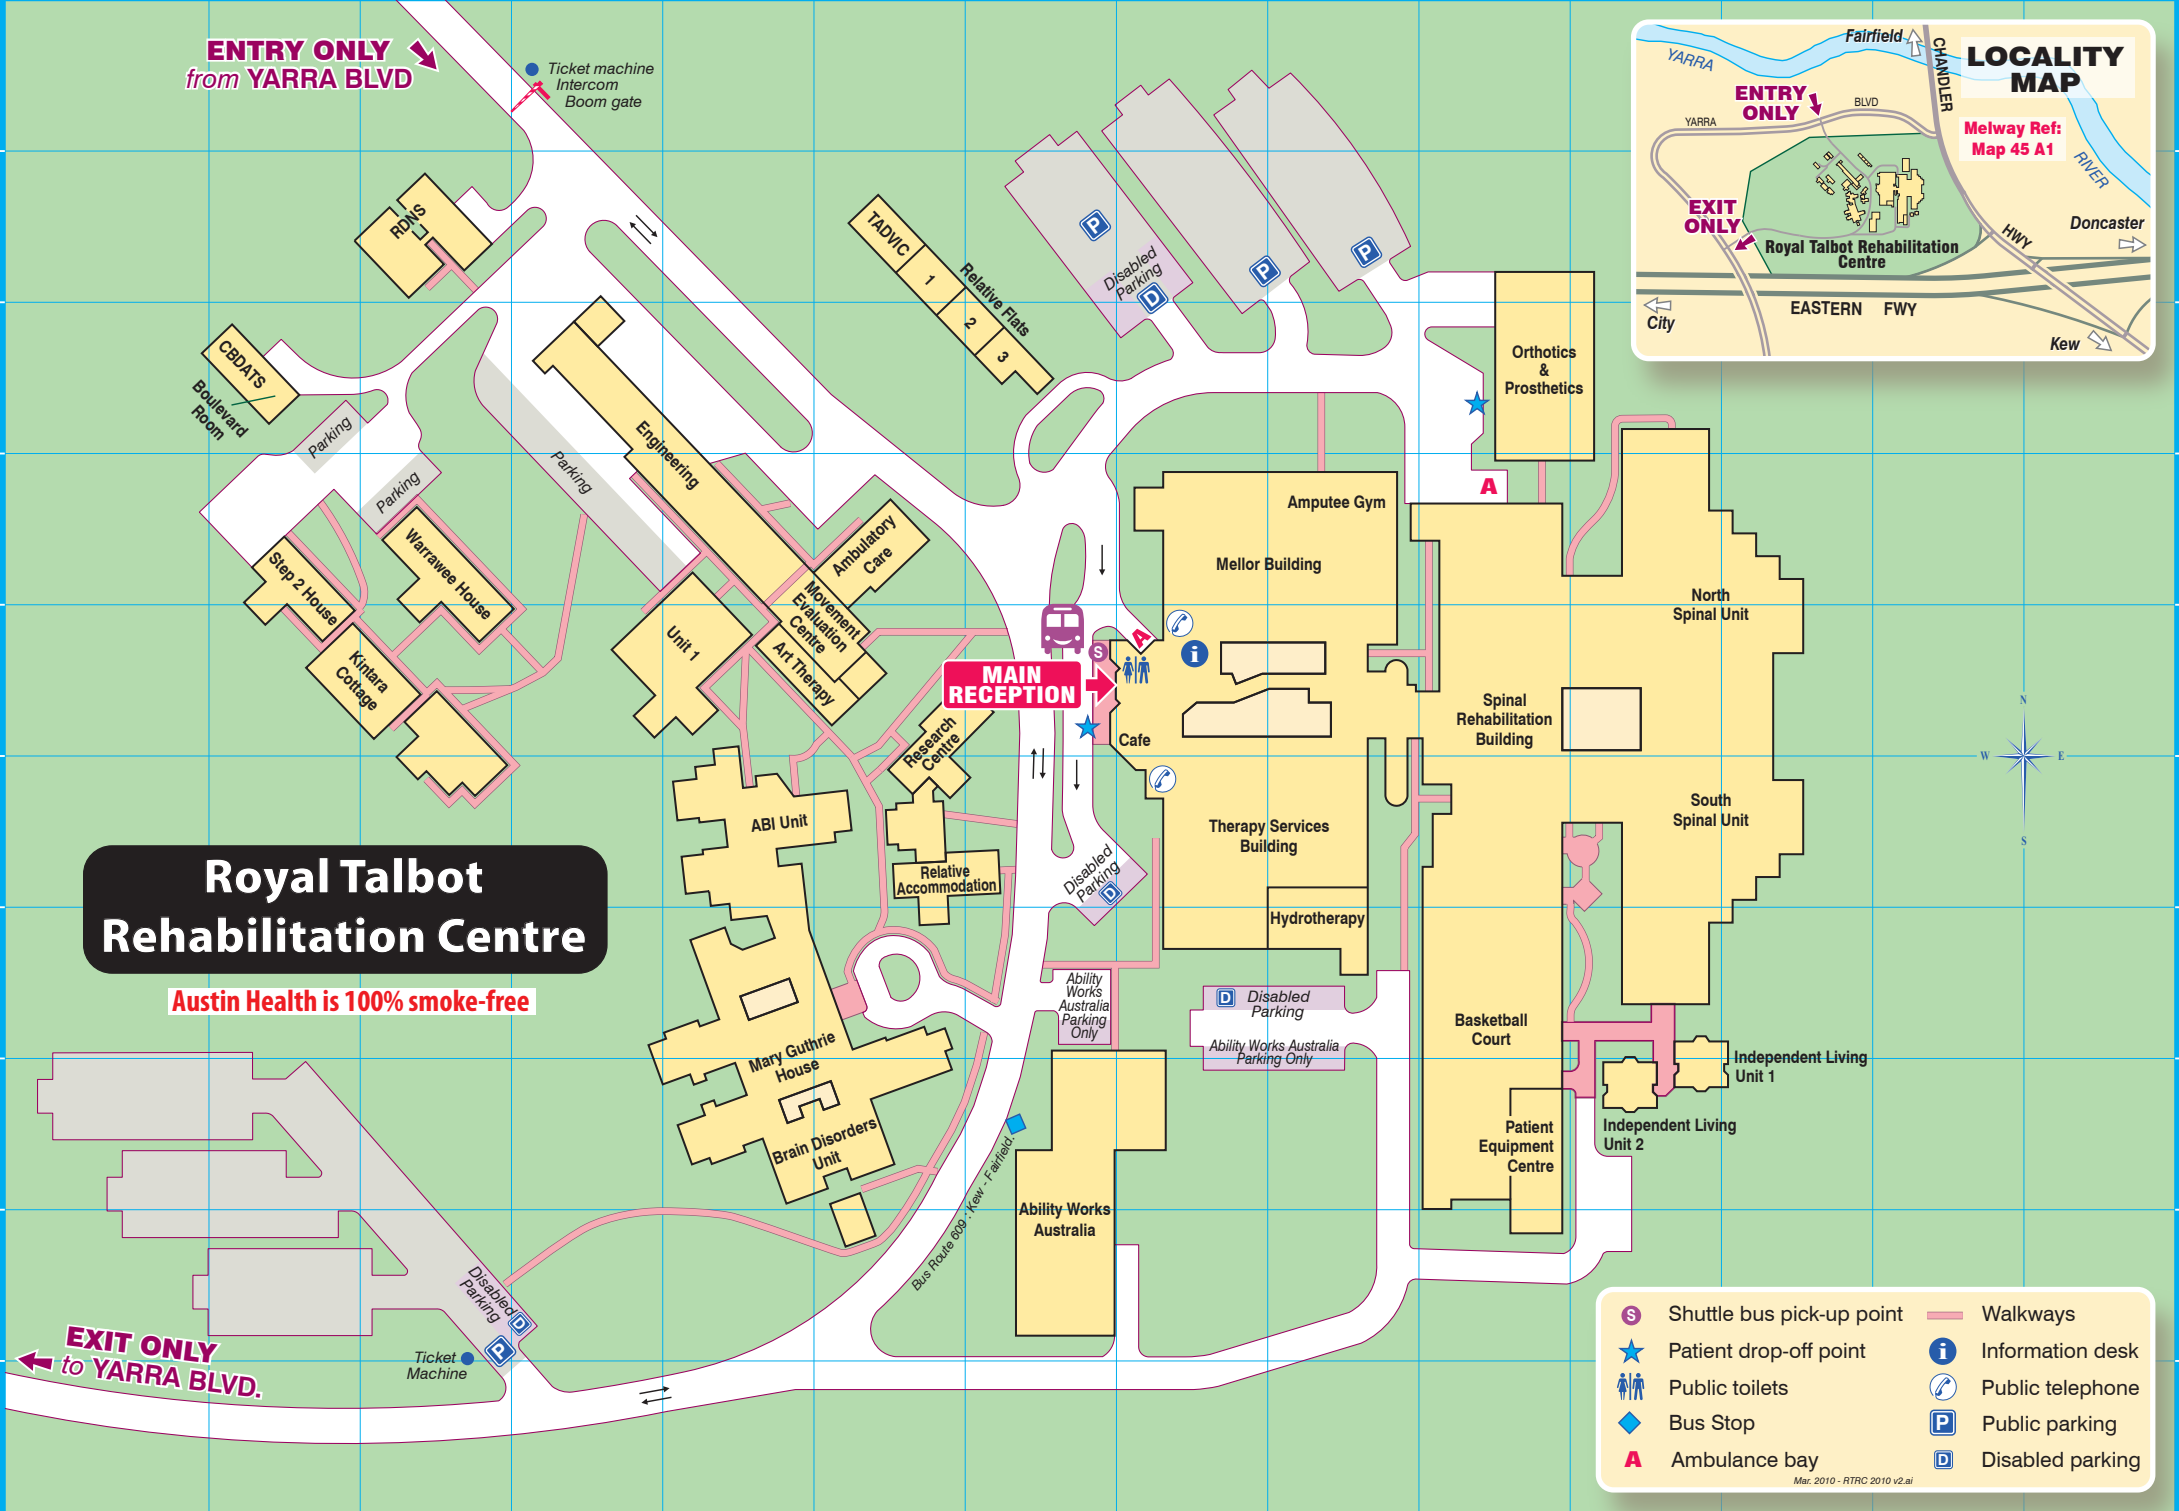 ENTRY ONLY
from YARRA BLVD
Ticket machine
Intercom
Boom gate
RDNS
CBDATS
Boulevard
Room
Parking
Parking
Parking
TADVIC
1
2
3
Relative Flats
Engineering
P
P
P
Disabled
Parking
D
Orthotics
&
Prosthetics
A
LOCALITY
MAP
Melway Ref:
Map 45 A1
Fairfield
CHANDLER
YARRA
RIVER
ENTRY
ONLY
YARRA
BLVD
EXIT
ONLY
HWY
Doncaster
Royal Talbot Rehabilitation
Centre
EASTERN FWY
City
Kew
Step 2 House
Warrawee House
Kintara
Cottage
Unit 1
Ambulatory
Care
Movement
Evaluation
Centre
Art Therapy
Research
Centre
MAIN
RECEPTION
S
A
i
Amputee Gym
Mellor Building
Cafe
North
Spinal Unit
Spinal
Rehabilitation
Building
South
Spinal Unit
N
W
E
S
Therapy Services
Building
Hydrotherapy
ABI Unit
Relative
Accommodation
Disabled
Parking
D
Royal Talbot
Rehabilitation Centre
Austin Health is 100% smoke-free
Ability
Works
Australia
Parking
Only
D
Disabled
Parking
Ability Works Australia
Parking Only
Basketball
Court
Mary Guthrie
House
Brain Disorders
Unit
Independent Living
Unit 1
Independent Living
Unit 2
Patient
Equipment
Centre
Bus Route 609 : Kew - Fairfield.
Ability Works
Australia
Disabled
Parking
D
P
Ticket
Machine
EXIT ONLY
to YARRA BLVD.
S Shuttle bus pick-up point
Walkways
Patient drop-off point
i Information desk
Public toilets
Public telephone
Bus Stop
P Public parking
A Ambulance bay
D Disabled parking
Mar. 2010 - RTRC 2010 v2.ai